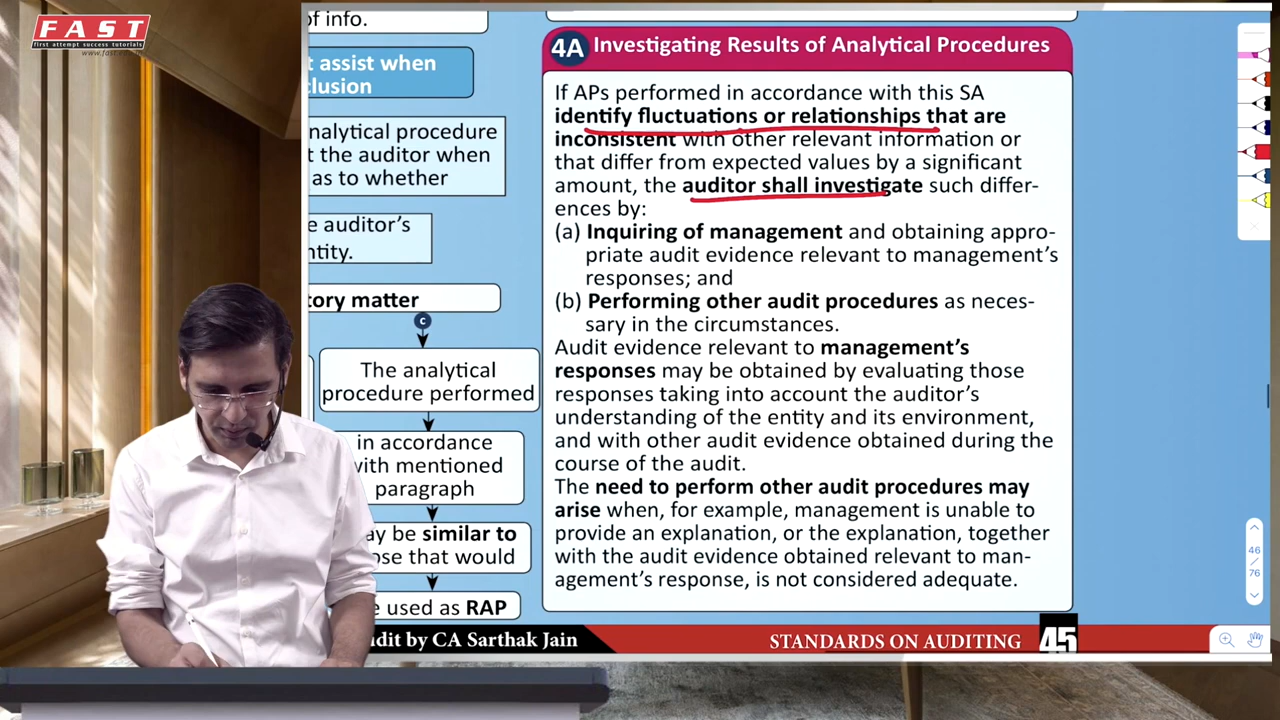 FAST
first attempt success tutorials
www.fast
of info.
t assist when
clusion
nalytical procedure
t the auditor when
as to whether
e auditor's
ntity.
ory matter
c
The analytical
procedure performed
in accordance
with mentioned
paragraph
ay be similar to
ose that would
e used as RAP
4A Investigating Results of Analytical Procedures
If APs performed in accordance with this SA
identify fluctuations or relationships that are
inconsistent with other relevant information or
that differ from expected values by a significant
amount, the auditor shall investigate such differ-
ences by:
(a) Inquiring of management and obtaining appro-
priate audit evidence relevant to management's
responses; and
(b) Performing other audit procedures as neces-
sary in the circumstances.
Audit evidence relevant to management's
responses may be obtained by evaluating those
responses taking into account the auditor's
understanding of the entity and its environment,
and with other audit evidence obtained during the
course of the audit.
The need to perform other audit procedures may
arise when, for example, management is unable to
provide an explanation, or the explanation, together
with the audit evidence obtained relevant to man-
agement's response, is not considered adequate.
udit by CA Sarthak Jain
STANDARDS ON AUDITING 45
46
/
76